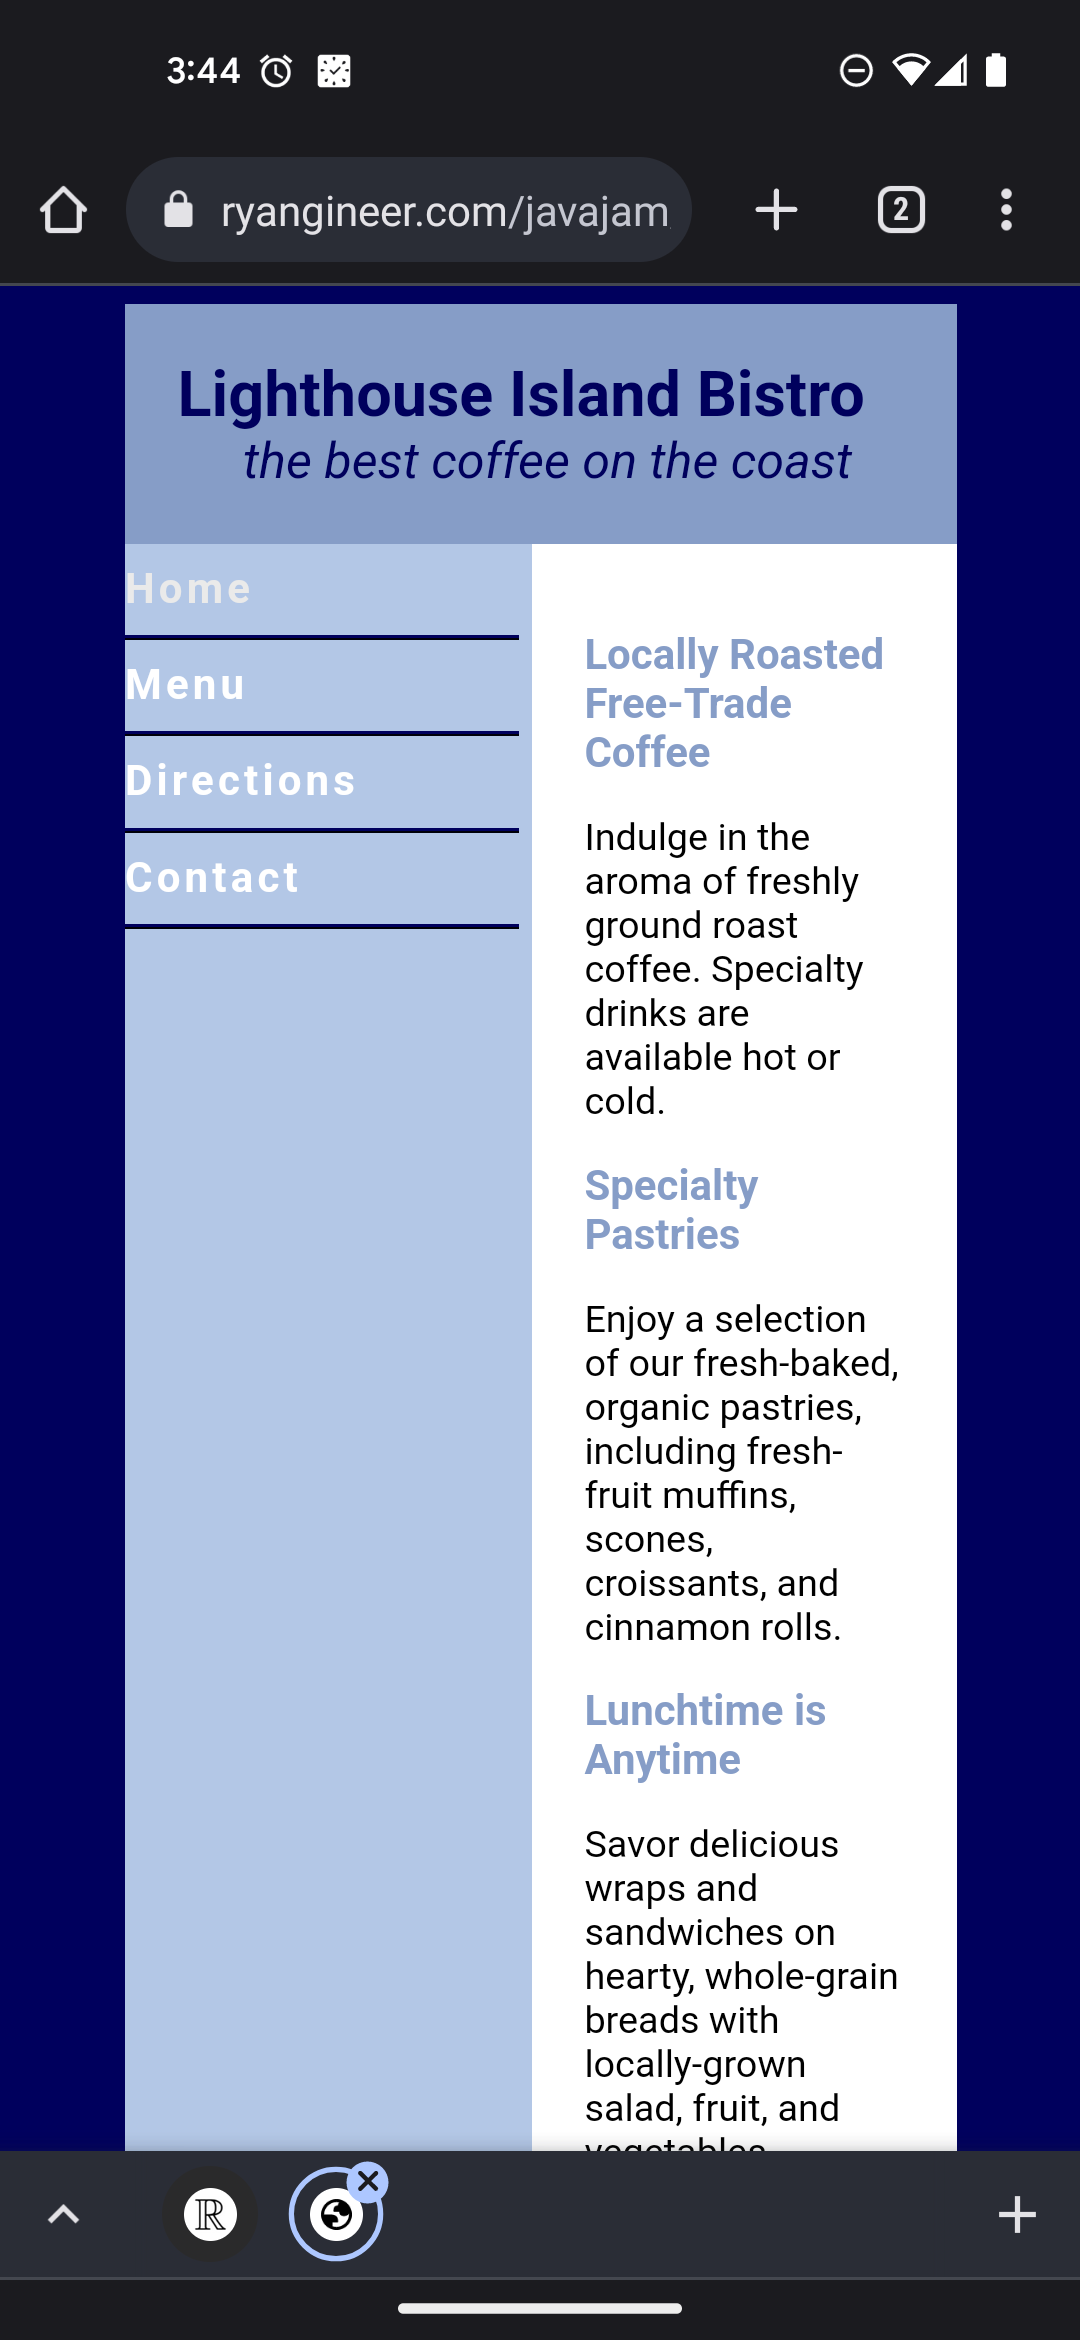 3:44
ryangineer.com/javajam
2
Lighthouse Island Bistro
the best coffee on the coast
Home
Menu
Directions
Contact
Locally Roasted
Free-Trade
Coffee
Indulge in the
aroma of freshly
ground roast
coffee. Specialty
drinks are
available hot or
cold.
Specialty
Pastries
Enjoy a selection
of our fresh-baked,
organic pastries,
including fresh-
fruit muffins,
scones,
croissants, and
cinnamon rolls.
Lunchtime is
Anytime
Savor delicious
wraps and
sandwiches on
hearty, whole-grain
breads with
locally-grown
salad, fruit, and
vegetables
ℝ